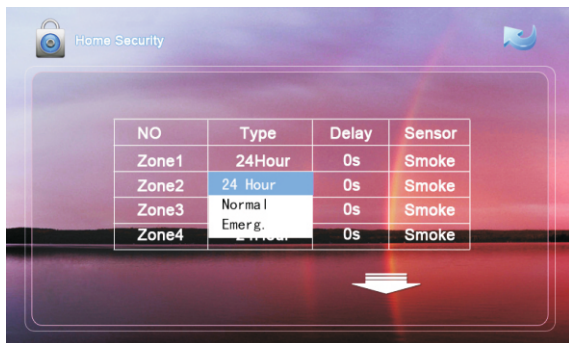 Home Security
NO Type Delay Sensor
Zone1 24Hour 0s Smoke
Zone2 24 Hour 0s Smoke
Zone3 Normal 0s Smoke
Emerg.
Zone4 0s Smoke